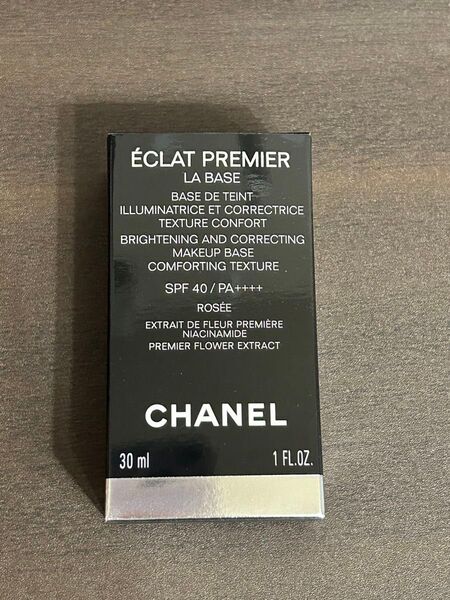 ÉCLAT PREMIER
LA BASE
BASE DE TEINT
ILLUMINATRICE ET CORRECTRICE
TEXTURE CONFORT
BRIGHTENING AND CORRECTING
MAKEUP BASE
COMFORTING TEXTURE
SPF 40 / PA++++
ROSÉE
EXTRAIT DE FLEUR PREMIÈRE
NIACINAMIDE
PREMIER FLOWER EXTRACT
CHANEL
30 ml 1 FL.OZ.